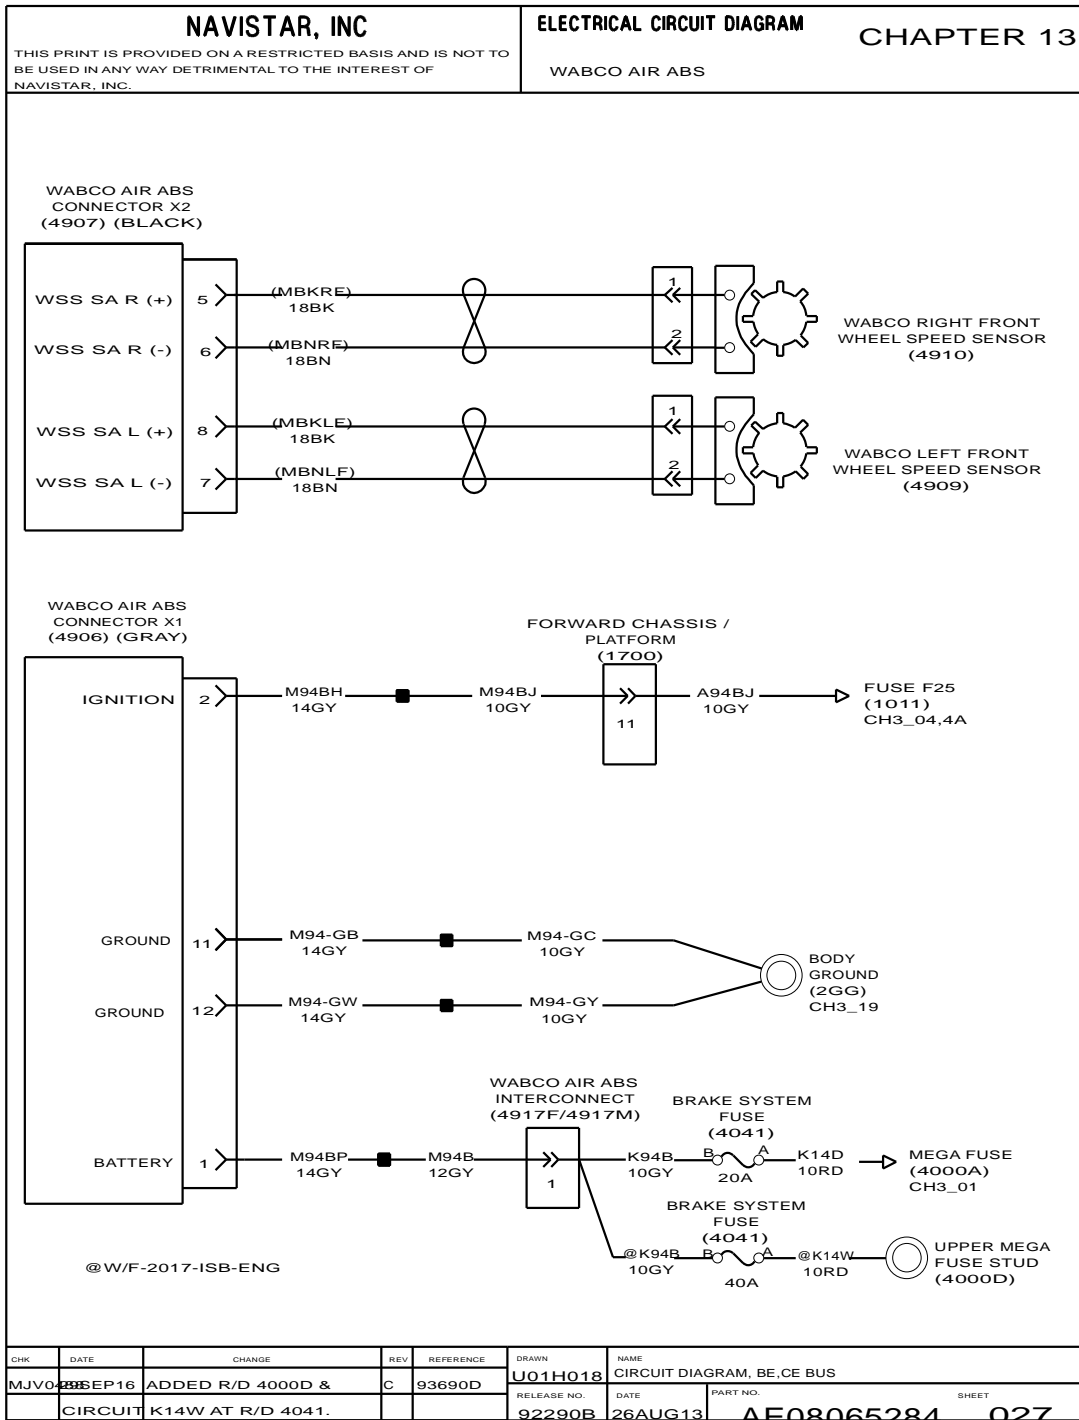 NAVISTAR, INC
THIS PRINT IS PROVIDED ON A RESTRICTED BASIS AND IS NOT TO
BE USED IN ANY WAY DETRIMENTAL TO THE INTEREST OF
NAVISTAR, INC.
ELECTRICAL CIRCUIT DIAGRAM
WABCO AIR ABS
CHAPTER 13
WABCO AIR ABS
CONNECTOR X2
(4907) (BLACK)
WSS SA R (+)
5
(MBKRE)
18BK
1
WSS SA R (-)
6
(MBNRF)
18BN
2
WABCO RIGHT FRONT
WHEEL SPEED SENSOR
(4910)
WSS SA L (+)
8
(MBKLE)
18BK
1
WSS SA L (-)
7
(MBNLF)
18BN
2
WABCO LEFT FRONT
WHEEL SPEED SENSOR
(4909)
WABCO AIR ABS
CONNECTOR X1
(4906) (GRAY)
FORWARD CHASSIS /
PLATFORM
(1700)
IGNITION
2
M94BH
14GY
M94BJ
10GY
11
A94BJ
10GY
FUSE F25
(1011)
CH3_04,4A
GROUND
11
M94-GB
14GY
M94-GC
10GY
GROUND
12
M94-GW
14GY
M94-GY
10GY
BODY
GROUND
(2GG)
CH3_19
WABCO AIR ABS
INTERCONNECT
(4917F/4917M)
BRAKE SYSTEM
FUSE
(4041)
BATTERY
1
M94BP
14GY
M94B
12GY
1
K94B
10GY
B
A
20A
K14D
10RD
MEGA FUSE
(4000A)
CH3_01
BRAKE SYSTEM
FUSE
(4041)
@K94B
10GY
B
A
40A
@K14W
10RD
UPPER MEGA
FUSE STUD
(4000D)
@W/F-2017-ISB-ENG
CHK DATE CHANGE REV REFERENCE
SEP16 ADDED R/D 4000D & C 93690D
CIRCUIT K14W AT R/D 4041.
DRAWN
U01H018
NAME
CIRCUIT DIAGRAM, BE,CE BUS
RELEASE NO.
92290B
DATE
26AUG13
PART NO.
AE08065284
SHEET
027